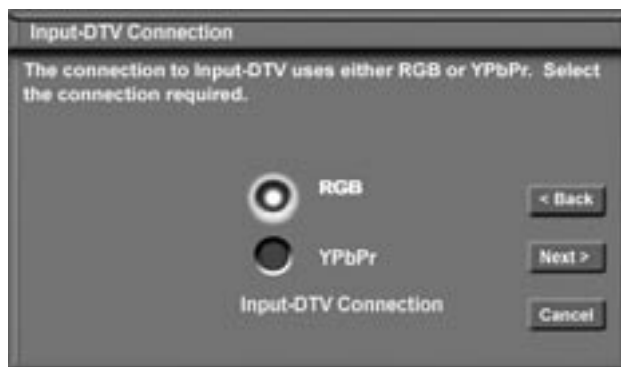 Input-DTV Connection
The connection to Input-DTV uses either RGB or YPbPr. Select
the connection required.
RGB
< Back
YPbPr
Next >
Input-DTV Connection
Cancel